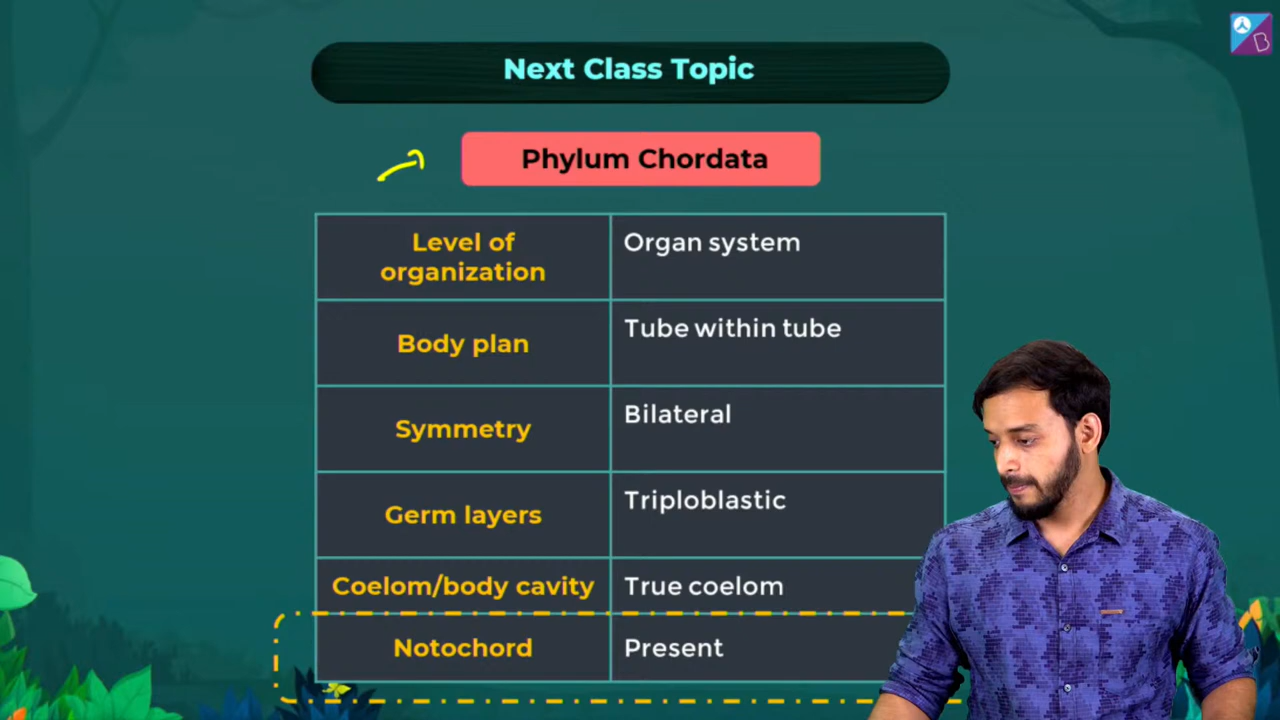 Next Class Topic
B
Phylum Chordata
Level of
organization
Organ system
Body plan
Tube within tube
Symmetry
Bilateral
Germ layers
Triploblastic
Coelom/body cavity
True coelom
Notochord
Present